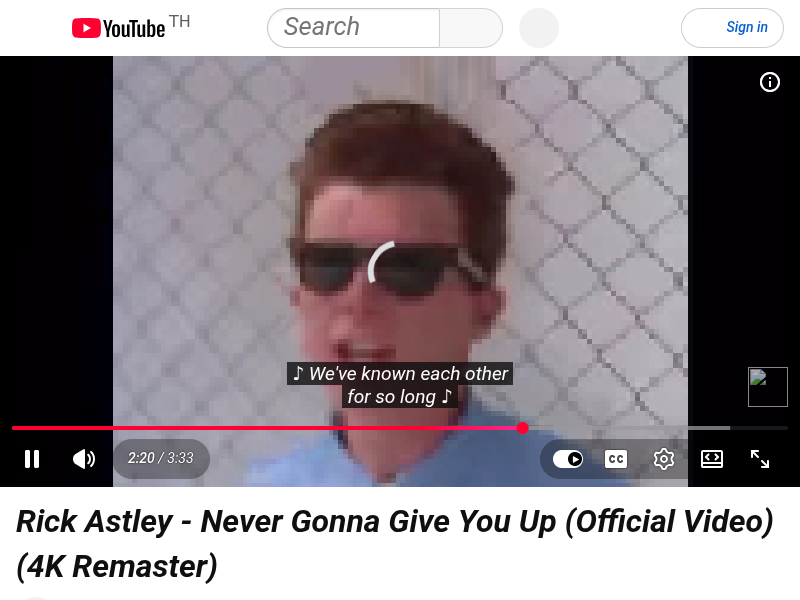 YouTube TH
Search
Sign in
♪ We've known each other
for so long ♪
2:20 / 3:33
CC
Rick Astley - Never Gonna Give You Up (Official Video)
(4K Remaster)